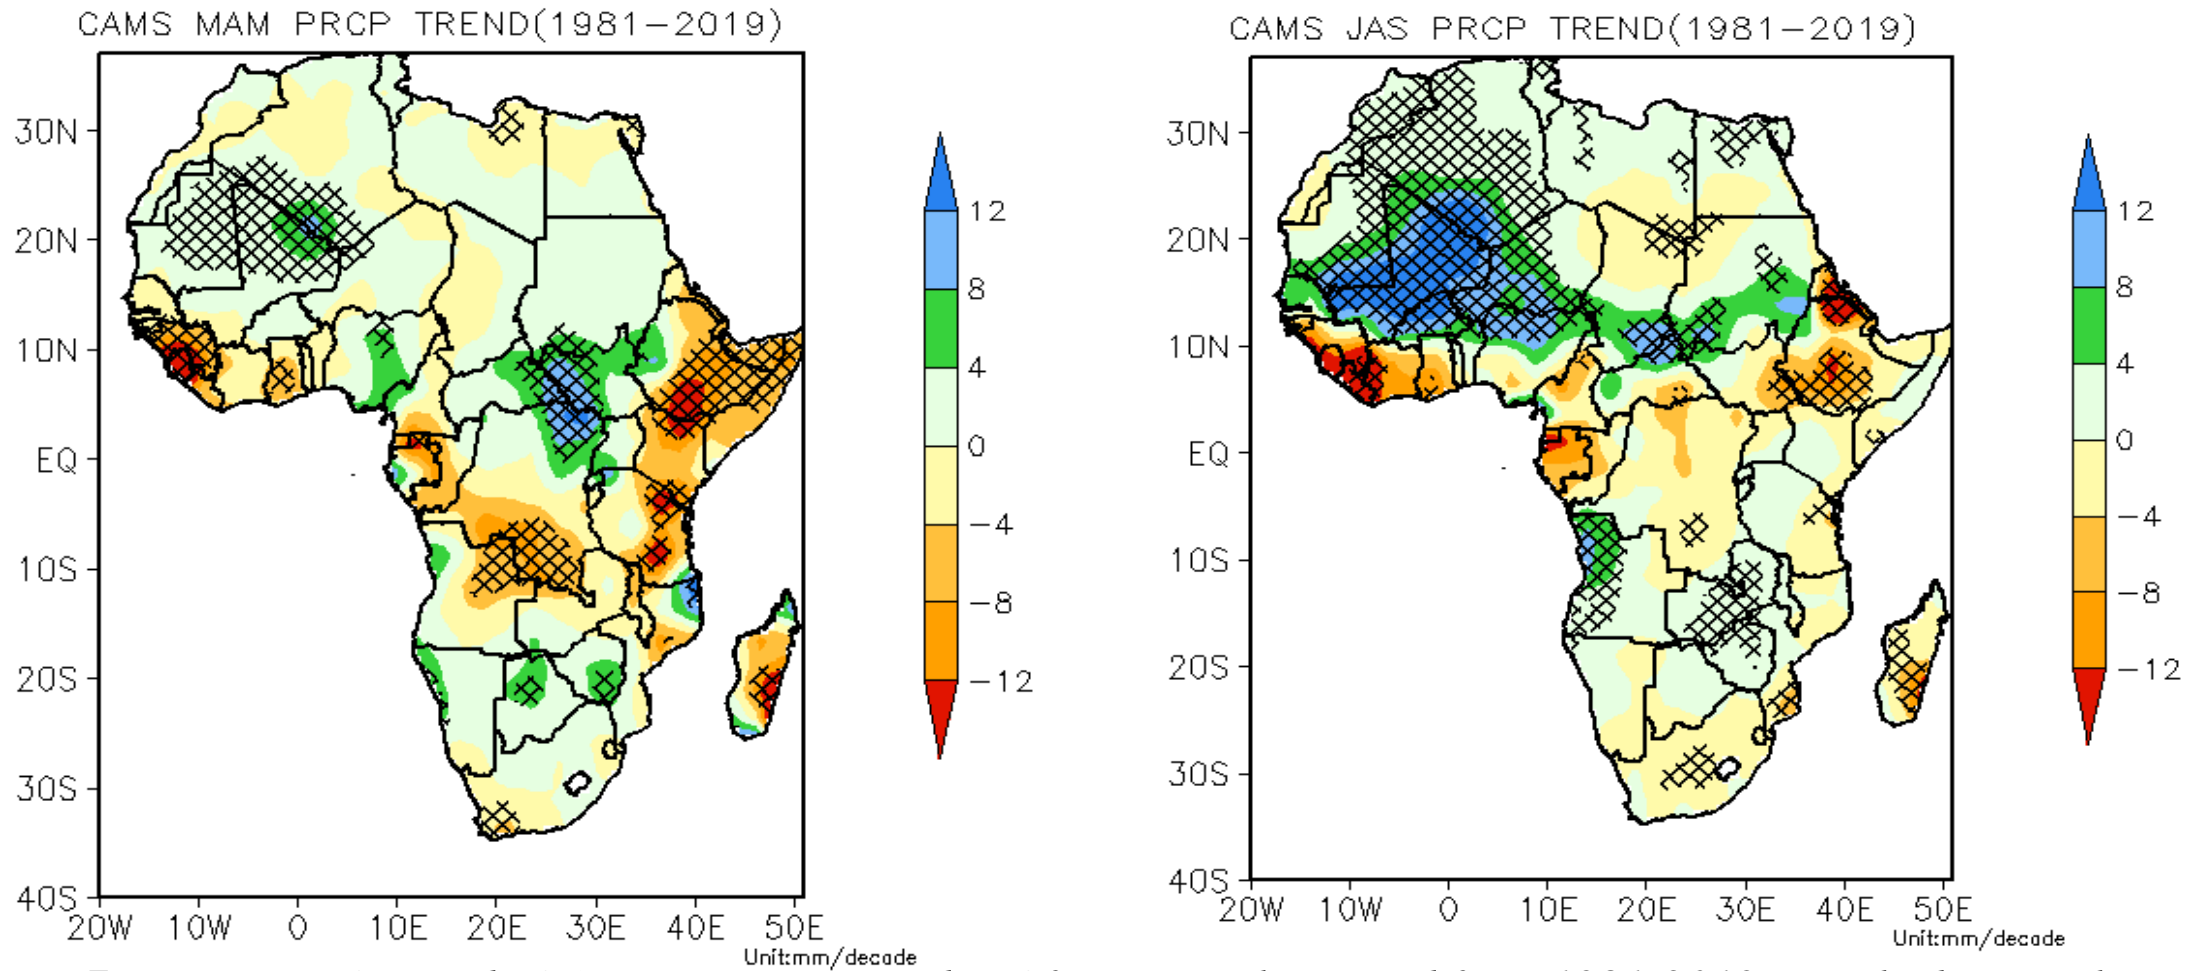 CAMS MAM PRCP TREND(1981−2019)
30N
20N
10N
EQ
10S
20S
30S
40S
20W 10W 0 10E 20E 30E 40E 50E
Unit:mm/decade
12
8
4
0
−4
−8
−12
CAMS JAS PRCP TREND(1981−2019)
30N
20N
10N
EQ
10S
20S
30S
40S
20W 10W 0 10E 20E 30E 40E 50E
Unit:mm/decade
12
8
4
0
−4
−8
−12